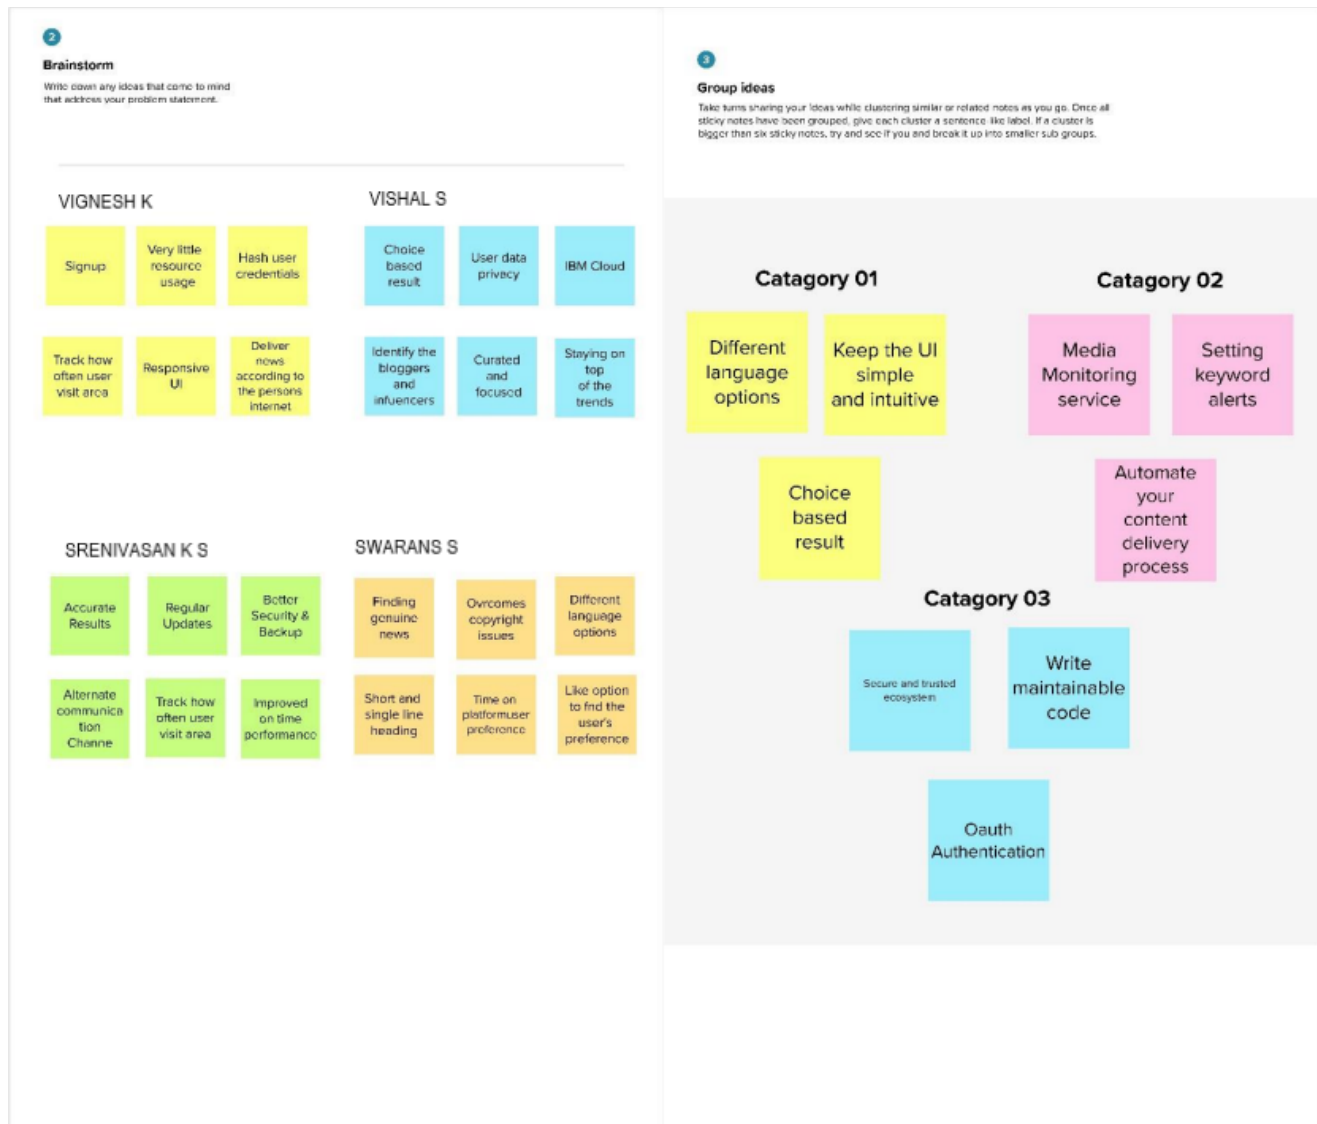 2
Brainstorm
Write down any ideas that come to mind
that address your problem statement.
VIGNESH K
Signup
Very little
resource
usage
Hash user
credentials
Track how
often user
visit area
Responsive
UI
Deliver
news
according to
the persons
internet
VISHAL S
Choice
based
result
User data
privacy
IBM Cloud
Identify the
bloggers
and
infuencers
Curated
and
focused
Staying on
top
of the
trends
SRENIVASAN K S
Accurate
Results
Regular
Updates
Better
Security &
Backup
Alternate
communica
tion
Channe
Track how
often user
visit area
Improved
on time
performance
SWARANS S
Finding
genuine
news
Ovrcomes
copyright
issues
Different
language
options
Short and
single line
heading
Time on
platformuser
preference
Like option
to fnd the
user's
preference
3
Group ideas
Take turns sharing your ideas while clustering similar or related notes as you go. Once all
sticky notes have been grouped, give each cluster a sentence-like label. If a cluster is
bigger than six sticky notes, try and see if you and break it up into smaller sub groups.
Catagory 01
Different
language
options
Keep the UI
simple
and intuitive
Choice
based
result
Catagory 02
Media
Monitoring
service
Setting
keyword
alerts
Automate
your
content
delivery
process
Catagory 03
Secure and trusted
ecosystem
Write
maintainable
code
Oauth
Authentication